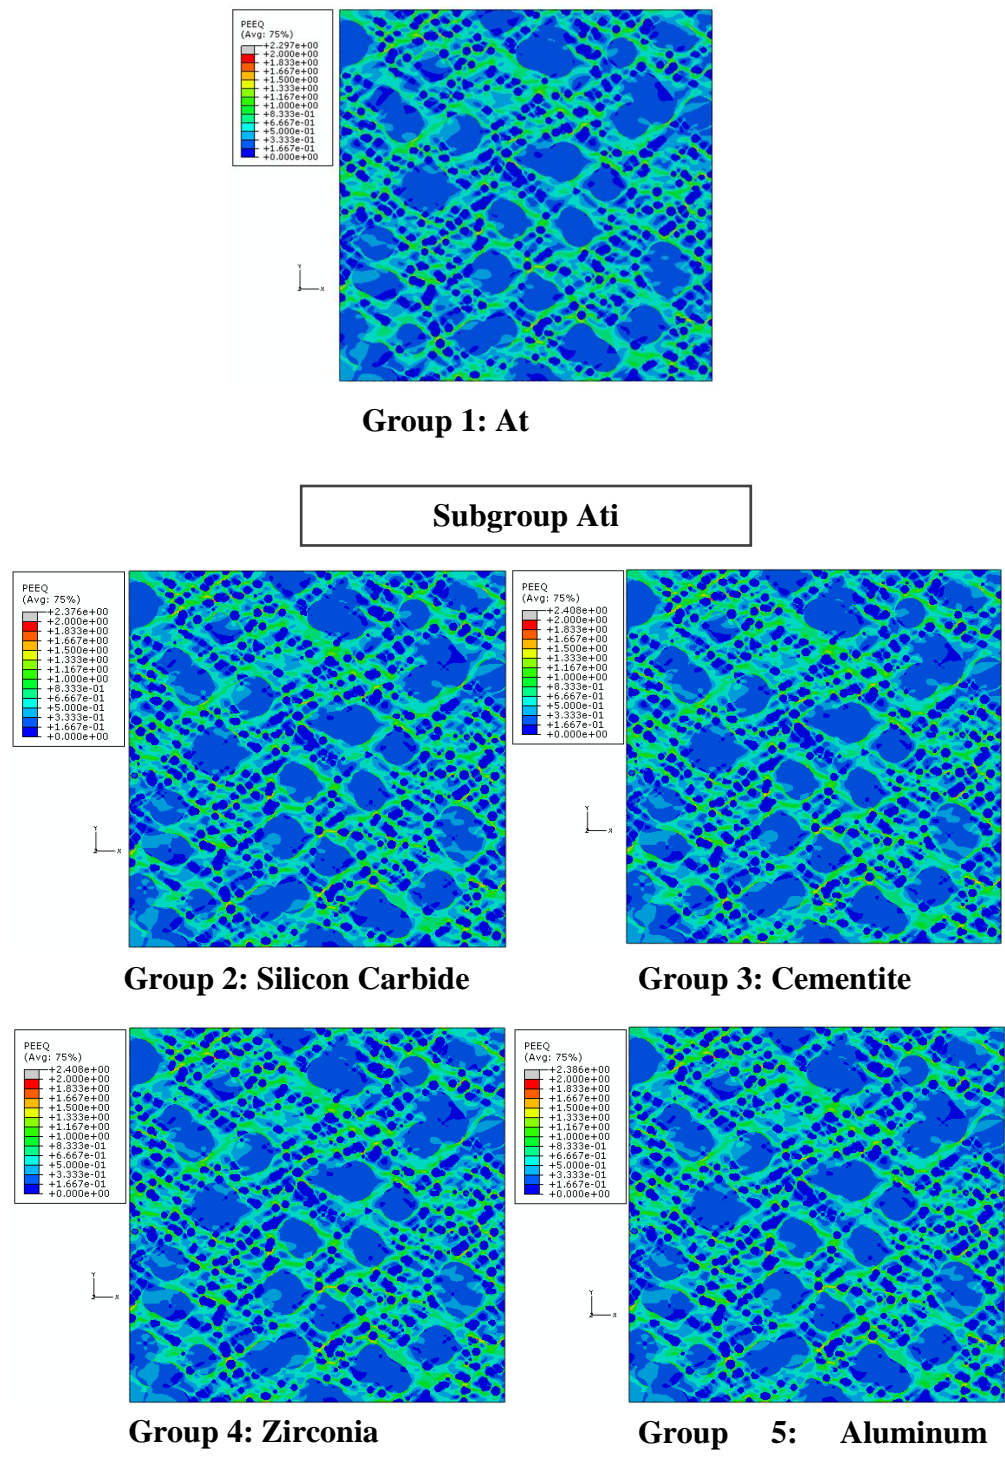 PEEQ
(Avg: 75%)
+2.297e+00
+2.000e+00
+1.833e+00
+1.667e+00
+1.500e+00
+1.333e+00
+1.167e+00
+1.000e+00
+8.333e-01
+6.667e-01
+5.000e-01
+3.333e-01
+1.667e-01
+0.000e+00
Y
Z X
Group 1: At
Subgroup Ati
PEEQ
(Avg: 75%)
+2.376e+00
+2.000e+00
+1.833e+00
+1.667e+00
+1.500e+00
+1.333e+00
+1.167e+00
+1.000e+00
+8.333e-01
+6.667e-01
+5.000e-01
+3.333e-01
+1.667e-01
+0.000e+00
Y
Z X
PEEQ
(Avg: 75%)
+2.408e+00
+2.000e+00
+1.833e+00
+1.667e+00
+1.500e+00
+1.333e+00
+1.167e+00
+1.000e+00
+8.333e-01
+6.667e-01
+5.000e-01
+3.333e-01
+1.667e-01
+0.000e+00
Y
Z X
Group 2: Silicon Carbide
Group 3: Cementite
PEEQ
(Avg: 75%)
+2.408e+00
+2.000e+00
+1.833e+00
+1.667e+00
+1.500e+00
+1.333e+00
+1.167e+00
+1.000e+00
+8.333e-01
+6.667e-01
+5.000e-01
+3.333e-01
+1.667e-01
+0.000e+00
Y
Z X
PEEQ
(Avg: 75%)
+2.386e+00
+2.000e+00
+1.833e+00
+1.667e+00
+1.500e+00
+1.333e+00
+1.167e+00
+1.000e+00
+8.333e-01
+6.667e-01
+5.000e-01
+3.333e-01
+1.667e-01
+0.000e+00
Y
Z X
Group 4: Zirconia
Group 5: Aluminum